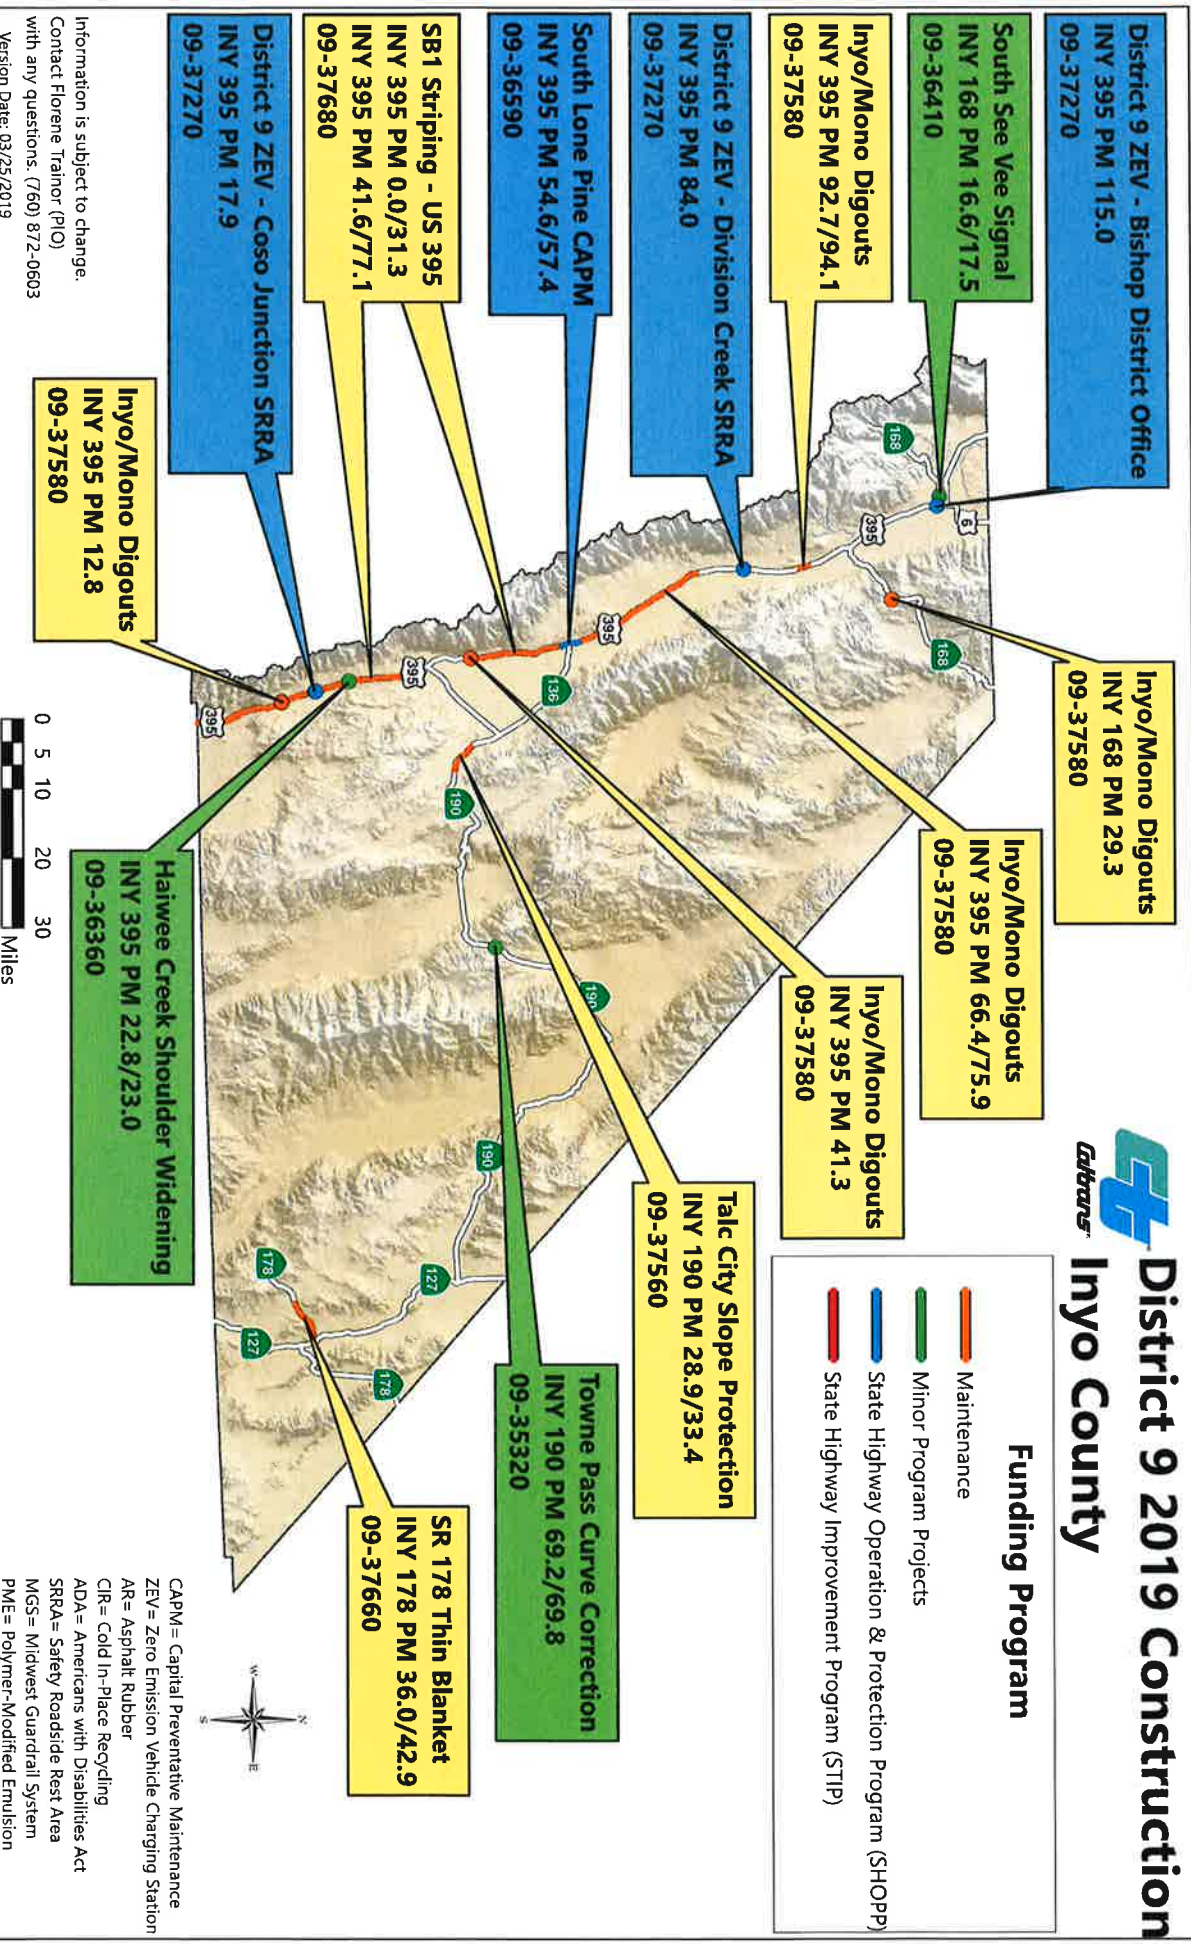 District 9 2019 Construction
Inyo County
Caltrans
Funding Program
Maintenance
Minor Program Projects
State Highway Operation & Protection Program (SHOPP)
State Highway Improvement Program (STIP)
District 9 ZEV - Bishop District Office
INY 395 PM 115.0
09-37270
South See Vee Signal
INY 168 PM 16.6/17.5
09-36410
Inyo/Mono Digouts
INY 395 PM 92.7/94.1
09-37580
District 9 ZEV - Division Creek SRRA
INY 395 PM 84.0
09-37270
South Lone Pine CAPM
INY 395 PM 54.6/57.4
09-36590
SB1 Striping - US 395
INY 395 PM 0.0/31.3
INY 395 PM 41.6/77.1
09-37680
District 9 ZEV - Coso Junction SRRA
INY 395 PM 17.9
09-37270
Inyo/Mono Digouts
INY 395 PM 12.8
09-37580
Inyo/Mono Digouts
INY 168 PM 29.3
09-37580
Inyo/Mono Digouts
INY 395 PM 66.4/75.9
09-37580
Inyo/Mono Digouts
INY 395 PM 41.3
09-37580
Talc City Slope Protection
INY 190 PM 28.9/33.4
09-37560
Towne Pass Curve Correction
INY 190 PM 69.2/69.8
09-35320
SR 178 Thin Blanket
INY 178 PM 36.0/42.9
09-37660
Haiwee Creek Shoulder Widening
INY 395 PM 22.8/23.0
09-36360
168
6
395
168
395
136
395
190
190
190
395
127
178
127
178
0 5 10 20 30
Miles
N
W E
S
Information is subject to change.
Contact Florene Trainor (PIO)
with any questions. (760) 872-0603
Version Date: 03/25/2019
CAPM= Capital Preventative Maintenance
ZEV= Zero Emission Vehicle Charging Station
AR= Asphalt Rubber
CIR= Cold In-Place Recycling
ADA= Americans with Disabilities Act
SRRA= Safety Roadside Rest Area
MGS= Midwest Guardrail System
PME= Polymer-Modified Emulsion